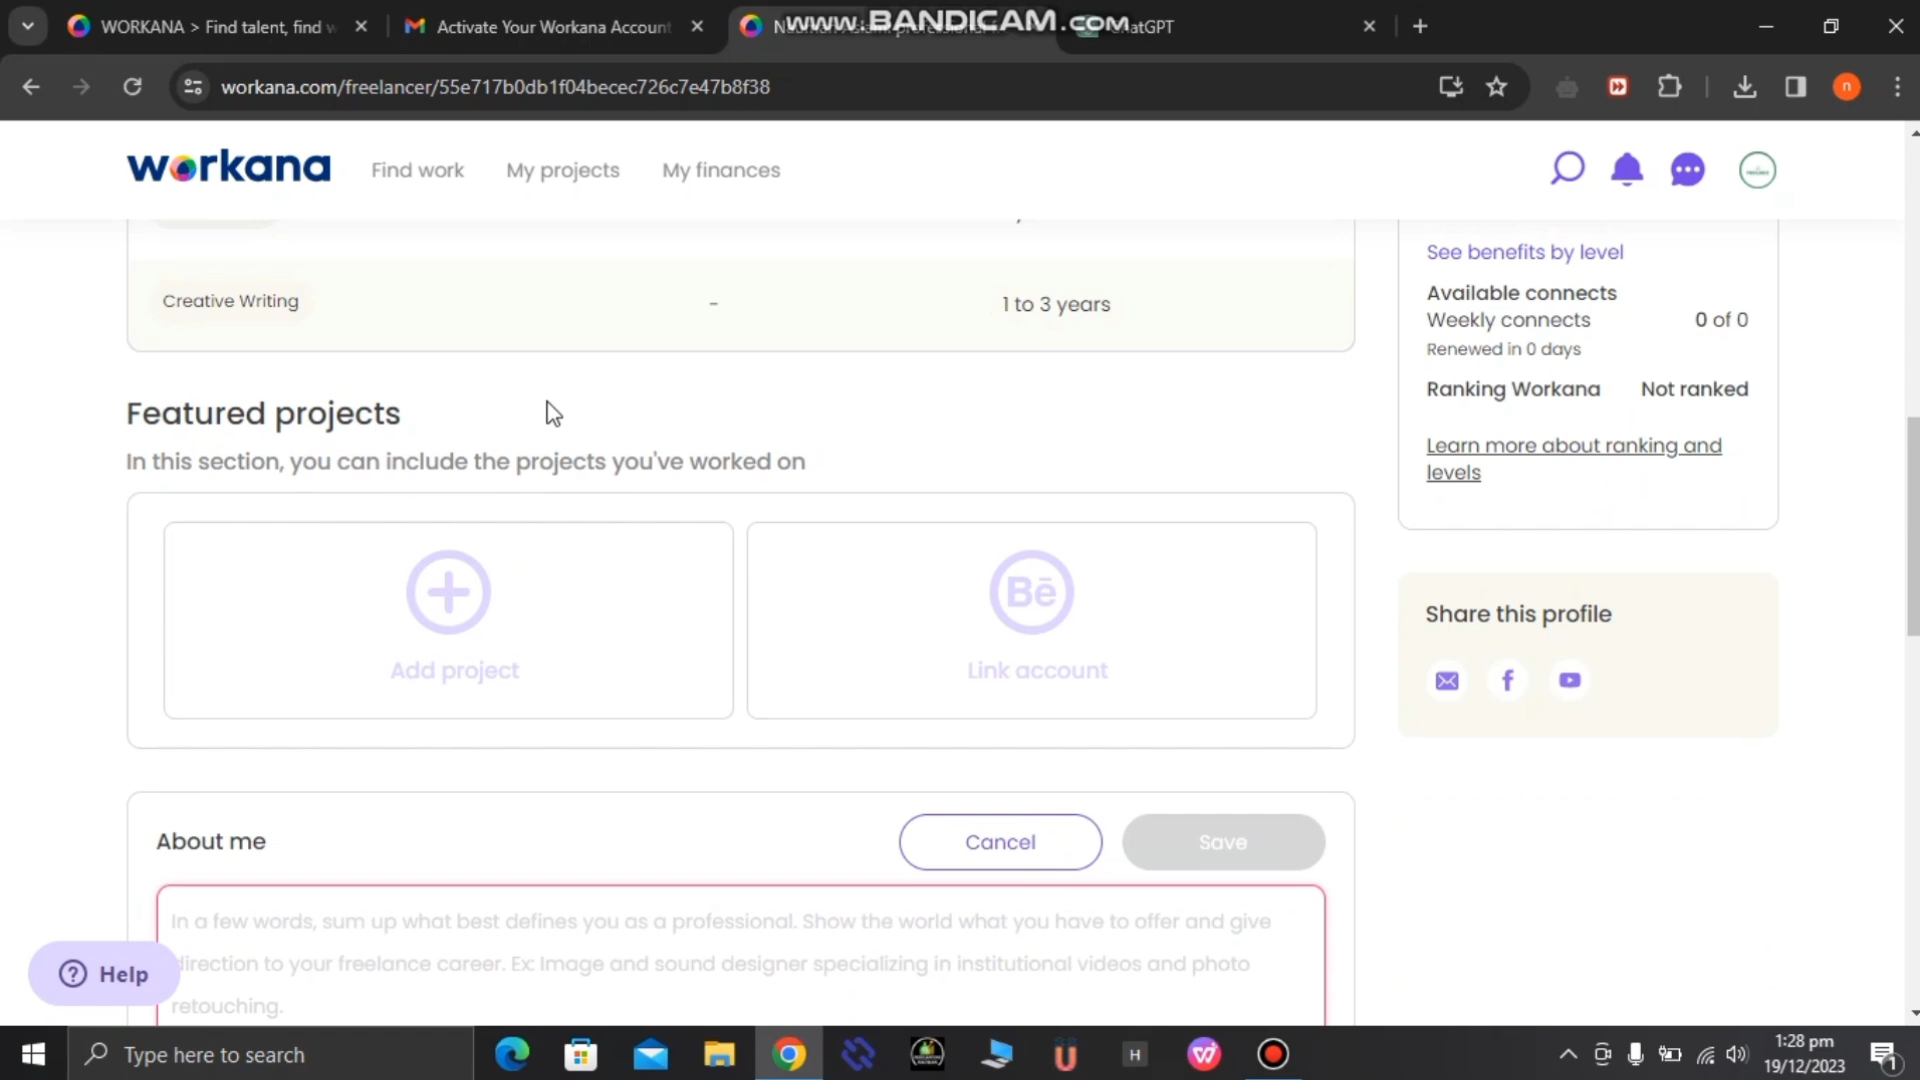 WORKANA > Find talent, find w
Activate Your Workana Account
www.BANDICAM.com
ChatGPT
workana.com/freelancer/55e717b0db1f04becec726c7e47b8f38
n
workana
Find work
My projects
My finances
See benefits by level
Available connects
Weekly connects 0 of 0
Renewed in 0 days
Ranking Workana Not ranked
Learn more about ranking and
levels
Creative Writing - 1 to 3 years
Featured projects
In this section, you can include the projects you've worked on
Add project
Bē
Link account
Share this profile
About me
Cancel
Save
In a few words, sum up what best defines you as a professional. Show the world what you have to offer and give
direction to your freelance career. Ex: Image and sound designer specializing in institutional videos and photo
retouching.
Help
Type here to search
H
1:28 pm
19/12/2023
1